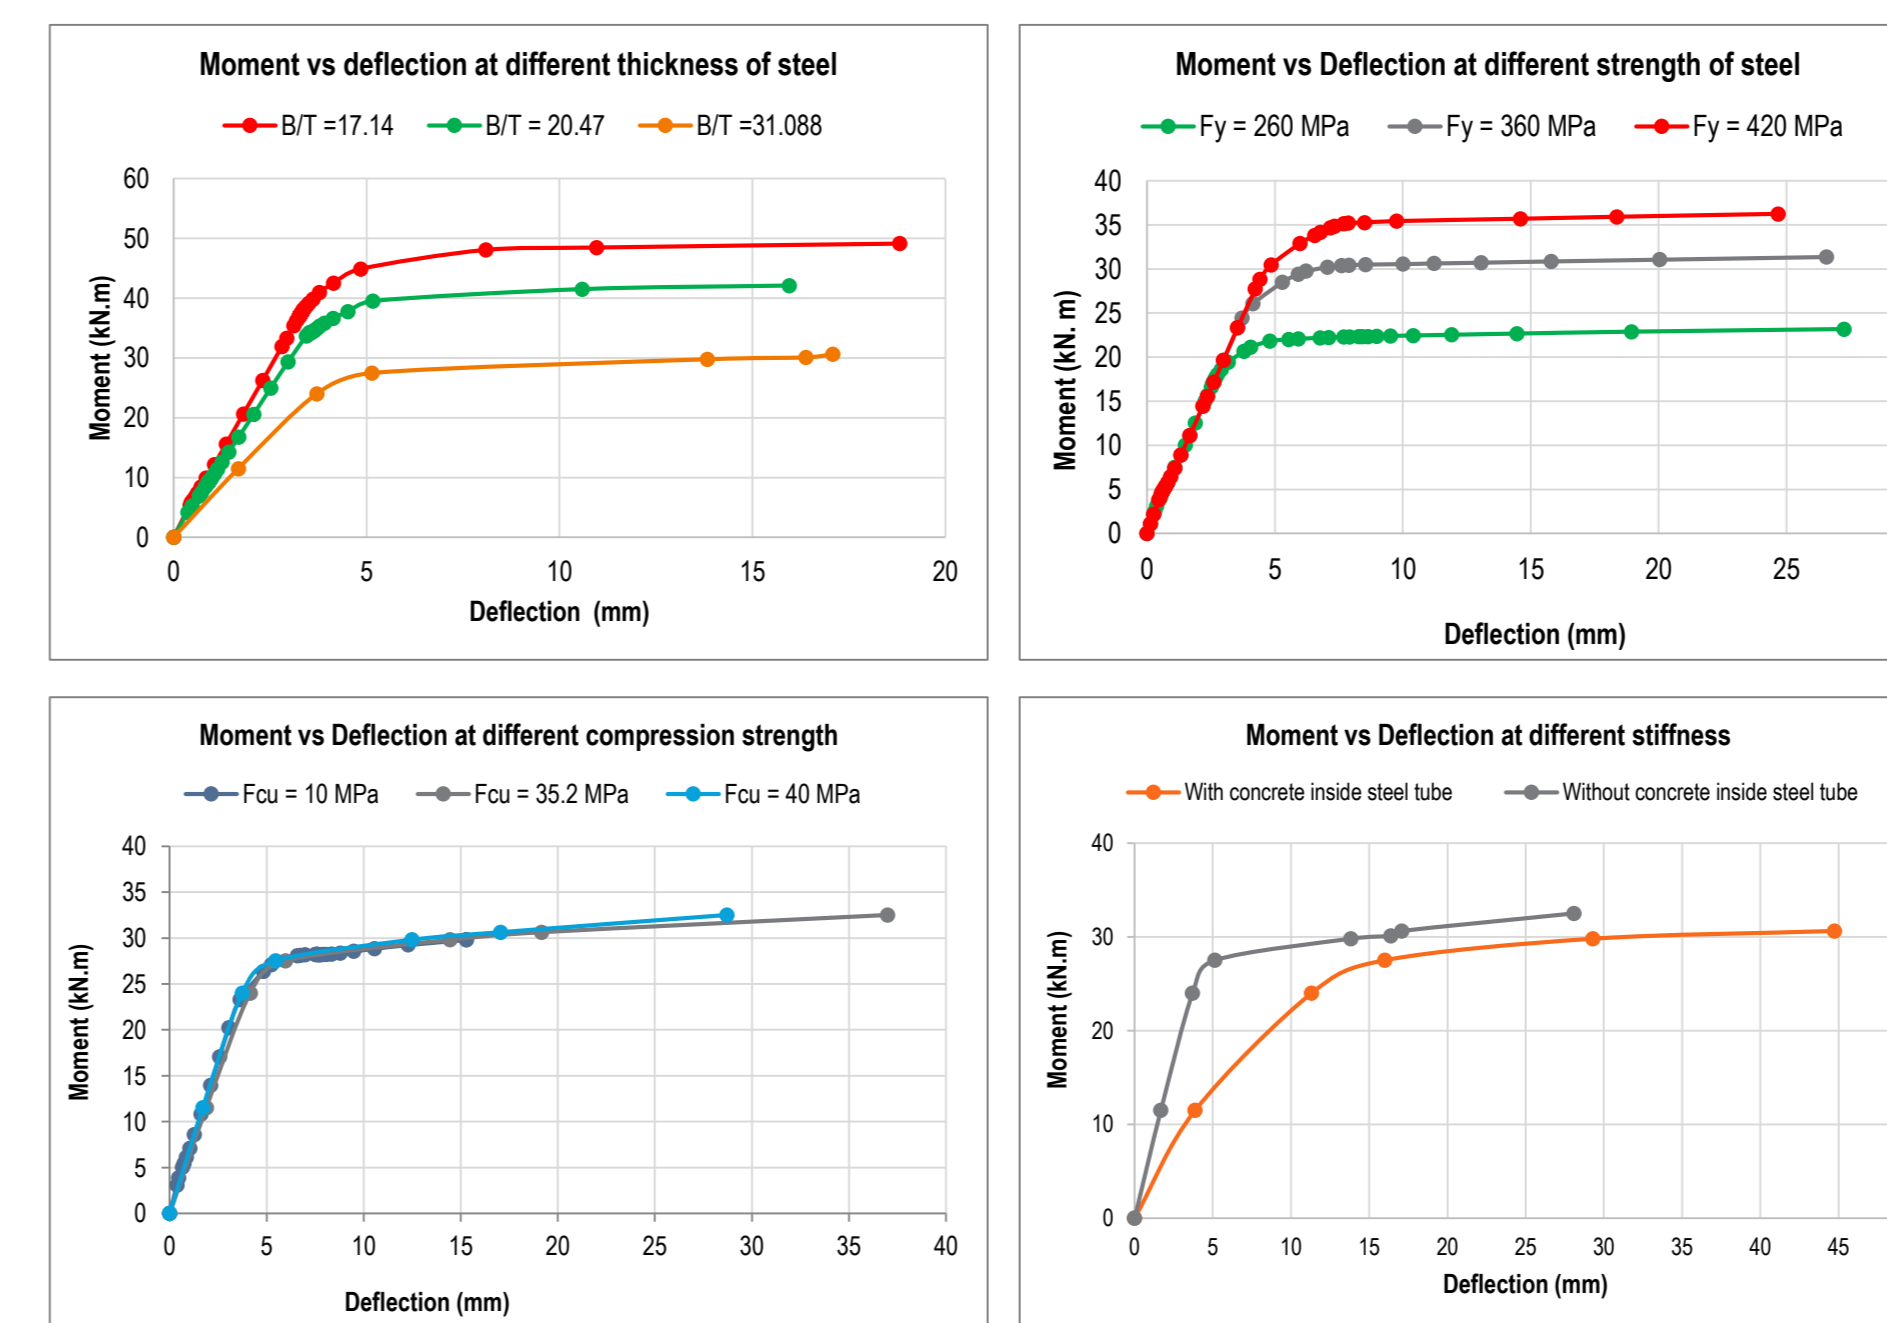 Moment vs deflection at different thickness of steel
B/T =17.14 B/T = 20.47 B/T =31.088
60
50
40
30
20
10
0
0 5 10 15 20
Moment (kN.m)
Deflection (mm)
Moment vs Deflection at different strength of steel
Fy = 260 MPa Fy = 360 MPa Fy = 420 MPa
40
35
30
25
20
15
10
5
0
0 5 10 15 20 25
Moment (kN. m)
Deflection (mm)
Moment vs Deflection at different compression strength
Fcu = 10 MPa Fcu = 35.2 MPa Fcu = 40 MPa
40
35
30
25
20
15
10
5
0
0 5 10 15 20 25 30 35 40
Moment (kN.m)
Deflection (mm)
Moment vs Deflection at different stiffness
With concrete inside steel tube Without concrete inside steel tube
40
30
20
10
0
0 5 10 15 20 25 30 35 40 45
Moment (kN.m)
Deflection (mm)